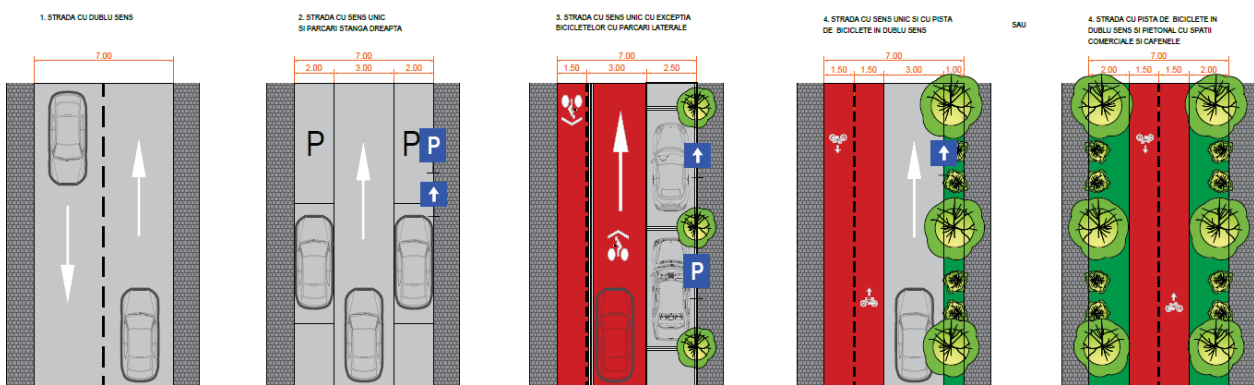 1. STRADA CU DUBLU SENS
7.00
2. STRADA CU SENS UNIC
SI PARCARI STANGA DREAPTA
7.00
2.00 3.00 2.00
P P
P
3. STRADA CU SENS UNIC CU EXCEPTIA
BICICLETELOR CU PARCARI LATERALE
7.00
1.50 3.00 2.50
P
4. STRADA CU SENS UNIC SI CU PISTA
DE BICICLETE IN DUBLU SENS
7.00
1.50 1.50 3.00 1.00
SAU
4. STRADA CU PISTA DE BICICLETE IN
DUBLU SENS SI PIETONAL CU SPATII
COMERCIALE SI CAFENELE
7.00
2.00 1.50 1.50 2.00